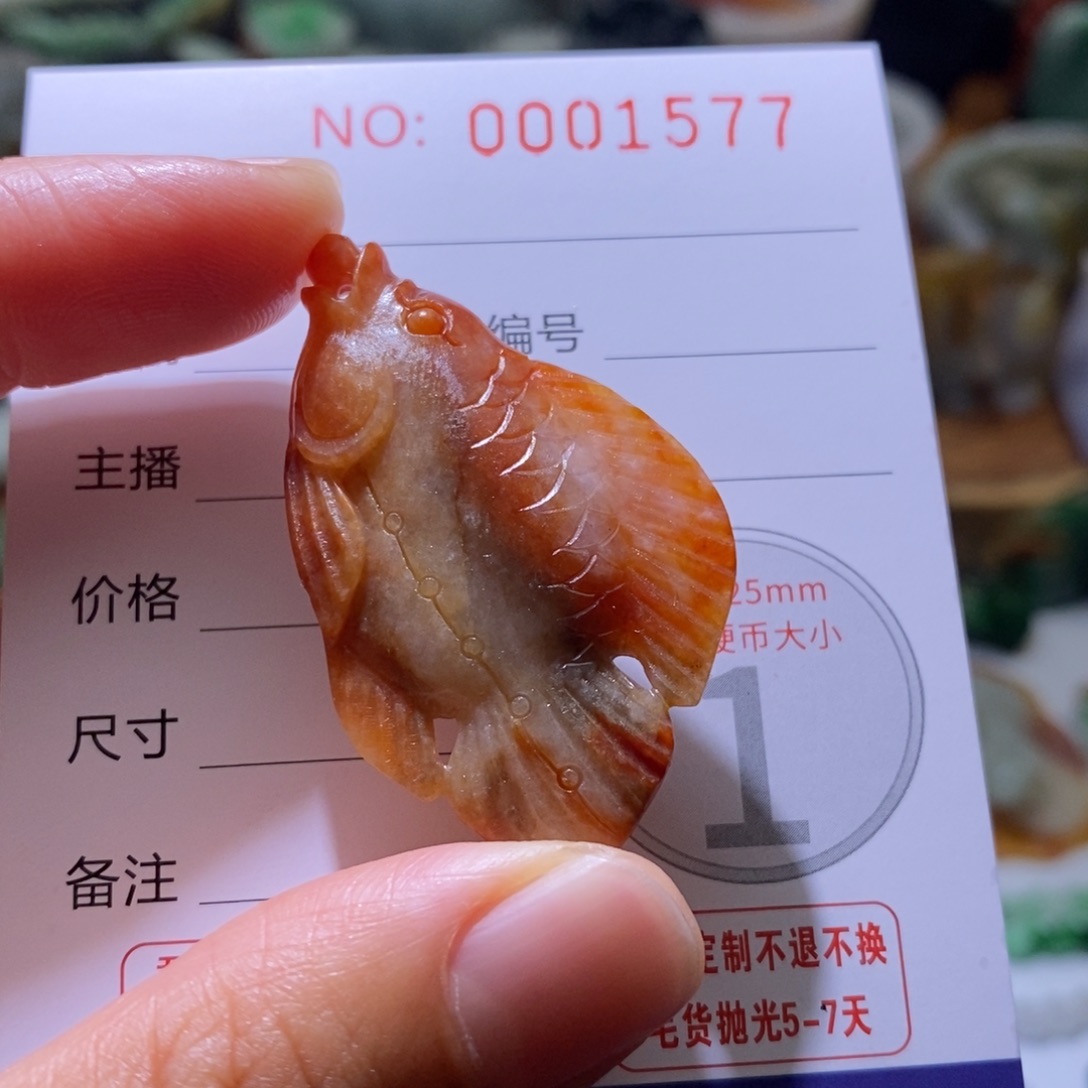 NO: 0001577
编号
主播
价格
25mm
硬币大小
尺寸
1
备注
定制不退不换
毛货抛光5-7天